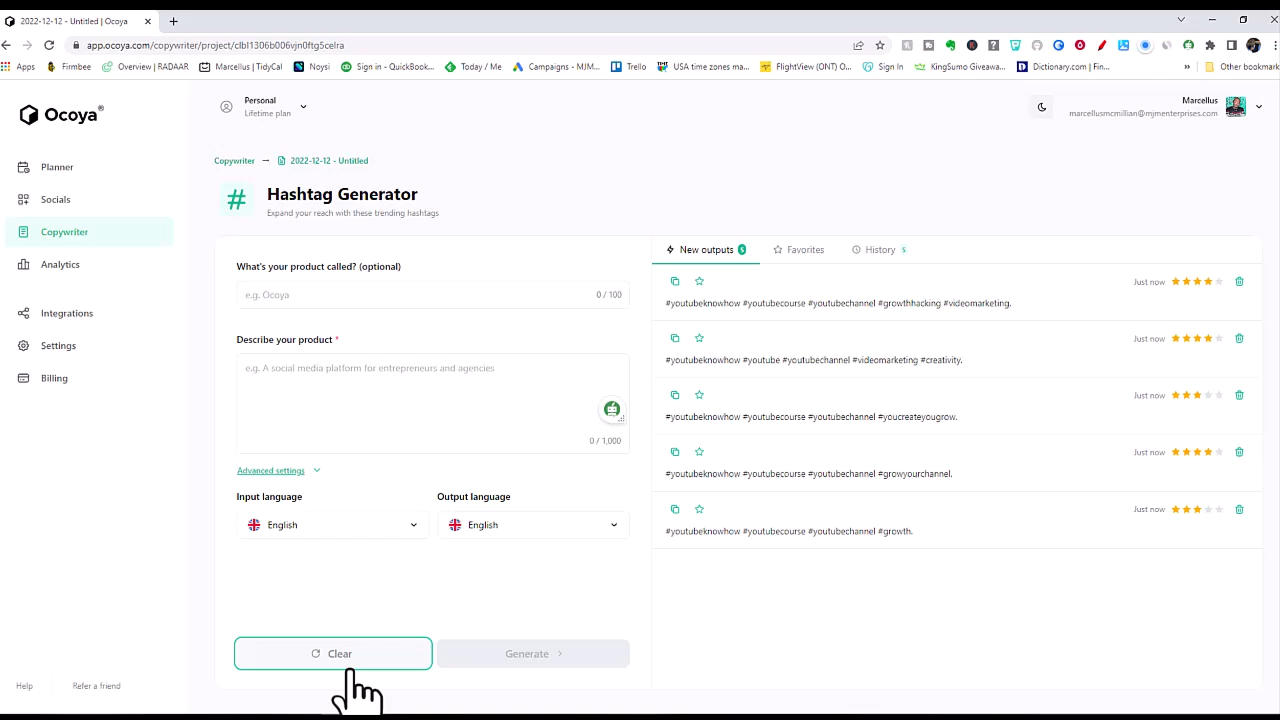 2022-12-12 - Untitled | Ocoya
app.ocoya.com/copywriter/project/clbl1306b006vjn0ftg5celra
Apps
Firmbee
Overview | RADAAR
Marcellus | TidyCal
Noysi
Sign in - QuickBook...
Today / Me
Campaigns - MJM...
Trello
USA time zones ma...
FlightView (ONT) O...
Sign In
KingSumo Giveawa...
Dictionary.com | Fin...
»
Other bookmark
Ocoya®
Personal
Lifetime plan
Marcellus
marcellusmcmillian@mjmenterprises.com
Planner
Socials
Copywriter
Analytics
Integrations
Settings
Billing
Help
Refer a friend
Copywriter → 2022-12-12 - Untitled
# Hashtag Generator
Expand your reach with these trending hashtags
What's your product called? (optional)
e.g. Ocoya
0 / 100
Describe your product *
e.g. A social media platform for entrepreneurs and agencies
0 / 1,000
Advanced settings
Input language
Output language
English
English
Clear
Generate
New outputs 5
Favorites
History 5
Just now
#youtubeknowhow #youtubecourse #youtubechannel #growthhacking #videomarketing.
Just now
#youtubeknowhow #youtube #youtubechannel #videomarketing #creativity.
Just now
#youtubeknowhow #youtubecourse #youtubechannel #youcreateyougrow.
Just now
#youtubeknowhow #youtubecourse #youtubechannel #growyourchannel.
Just now
#youtubeknowhow #youtubecourse #youtubechannel #growth.